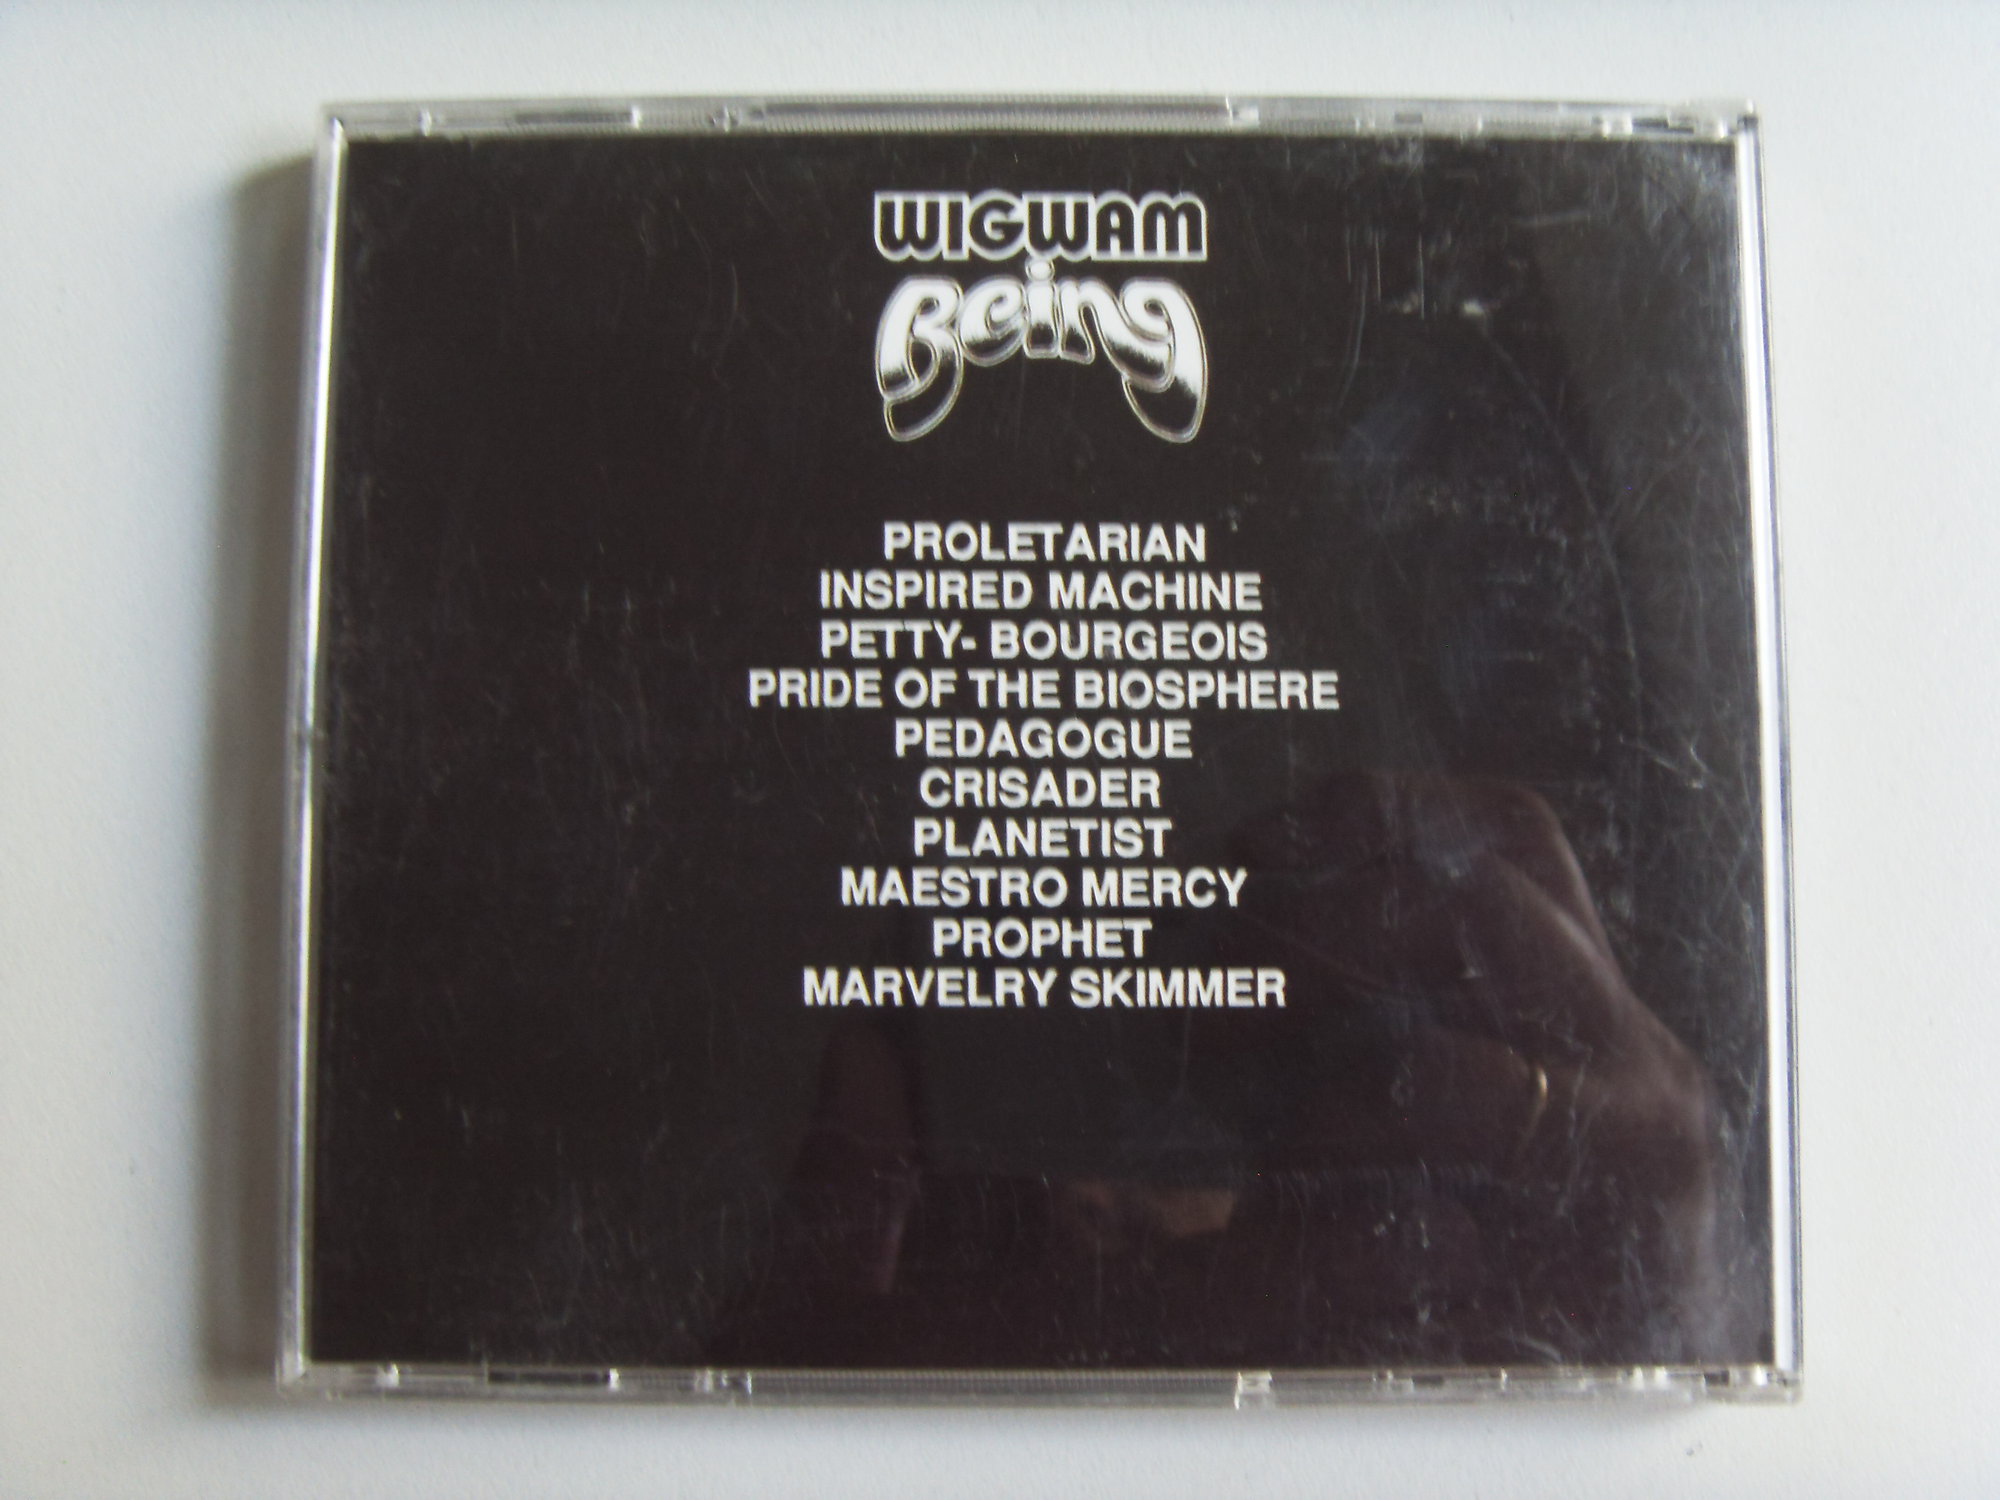 WIGWAM
Being
PROLETARIAN
INSPIRED MACHINE
PETTY- BOURGEOIS
PRIDE OF THE BIOSPHERE
PEDAGOGUE
CRISADER
PLANETIST
MAESTRO MERCY
PROPHET
MARVELRY SKIMMER